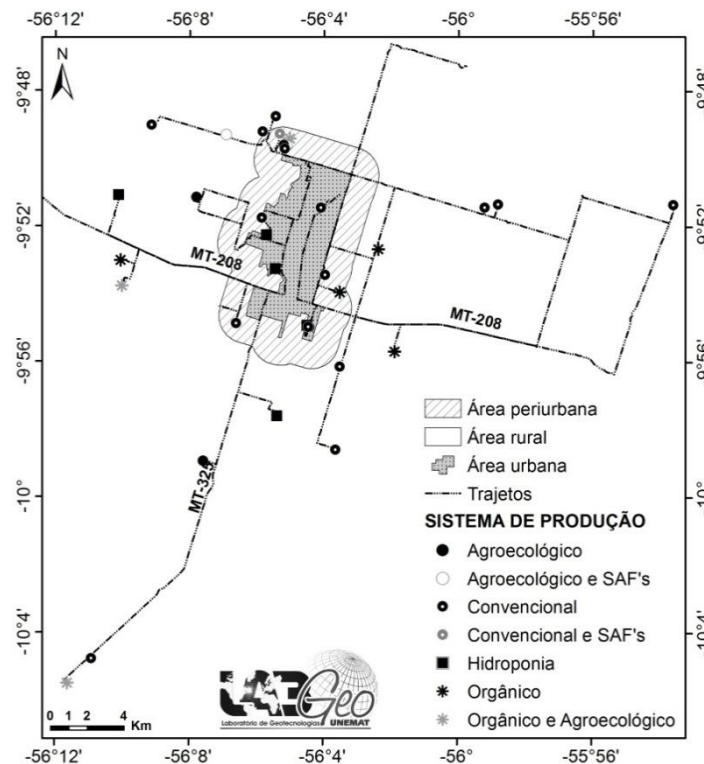 -56°12' -56°8' -56°4' -56° -55°56'
N
-9°48' -9°48'
-9°52' -9°52'
MT-208
MT-208
-9°56' -9°56'
Área periurbana
Área rural
Área urbana
Trajetos
MT-325
-10° -10°
SISTEMA DE PRODUÇÃO
Agroecológico
Agroecológico e SAF's
Convencional
Convencional e SAF's
-10°4' -10°4'
Hidroponia
Orgânico
Orgânico e Agroecológico
LABGeo
Laboratório de Geotecnologias UNEMAT
0 1 2 4
Km
-56°12' -56°8' -56°4' -56° -55°56'